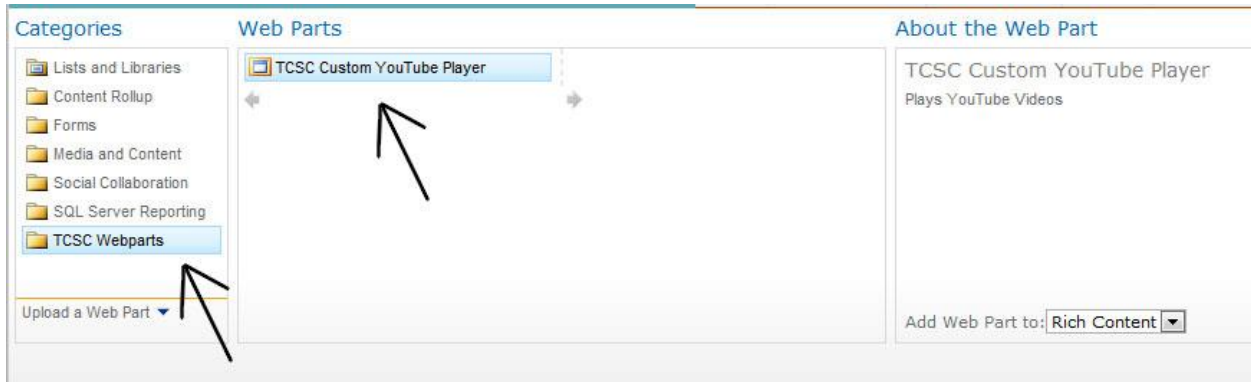 Categories
Lists and Libraries
Content Rollup
Forms
Media and Content
Social Collaboration
SQL Server Reporting
TCSC Webparts
Upload a Web Part
Web Parts
TCSC Custom YouTube Player
About the Web Part
TCSC Custom YouTube Player
Plays YouTube Videos
Add Web Part to: Rich Content